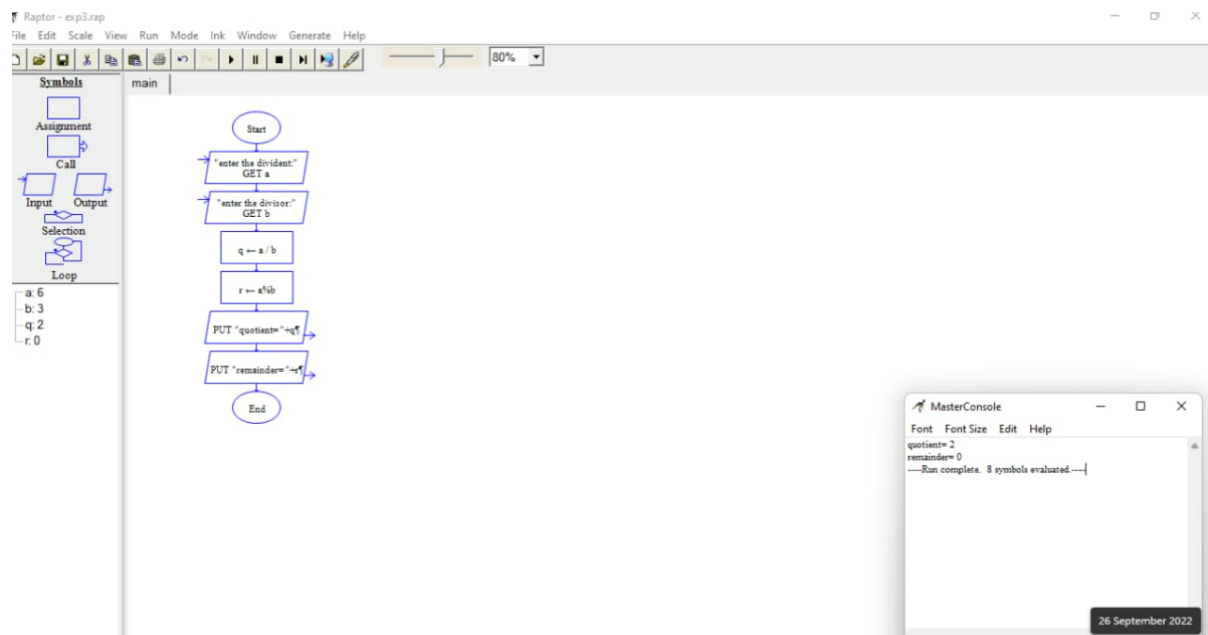 Raptor - exp3.rap
File Edit Scale View Run Mode Ink Window Generate Help
80%
Symbols
main
Assignment
Call
Input Output
Selection
Loop
a: 6
b: 3
q: 2
r: 0
Start
"enter the divident:"
GET a
"enter the divisor:"
GET b
q ← a / b
r ← a%b
PUT "quotient="+q¶
PUT "remainder="+r¶
End
MasterConsole
Font Font Size Edit Help
quotient= 2
remainder= 0
----Run complete. 8 symbols evaluated.----
26 September 2022